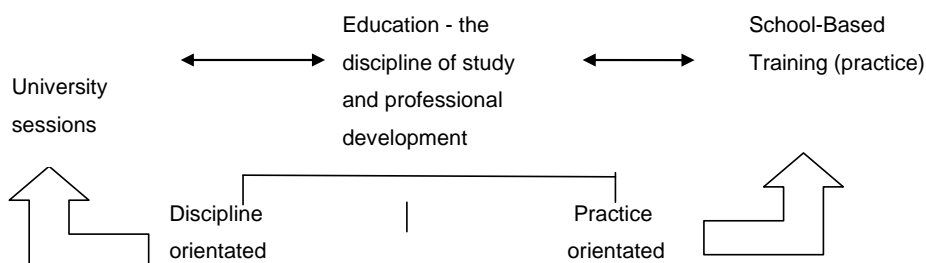 Education - the
discipline of study
and professional
development
School-Based
Training (practice)
University
sessions
Discipline
orientated
Practice
orientated